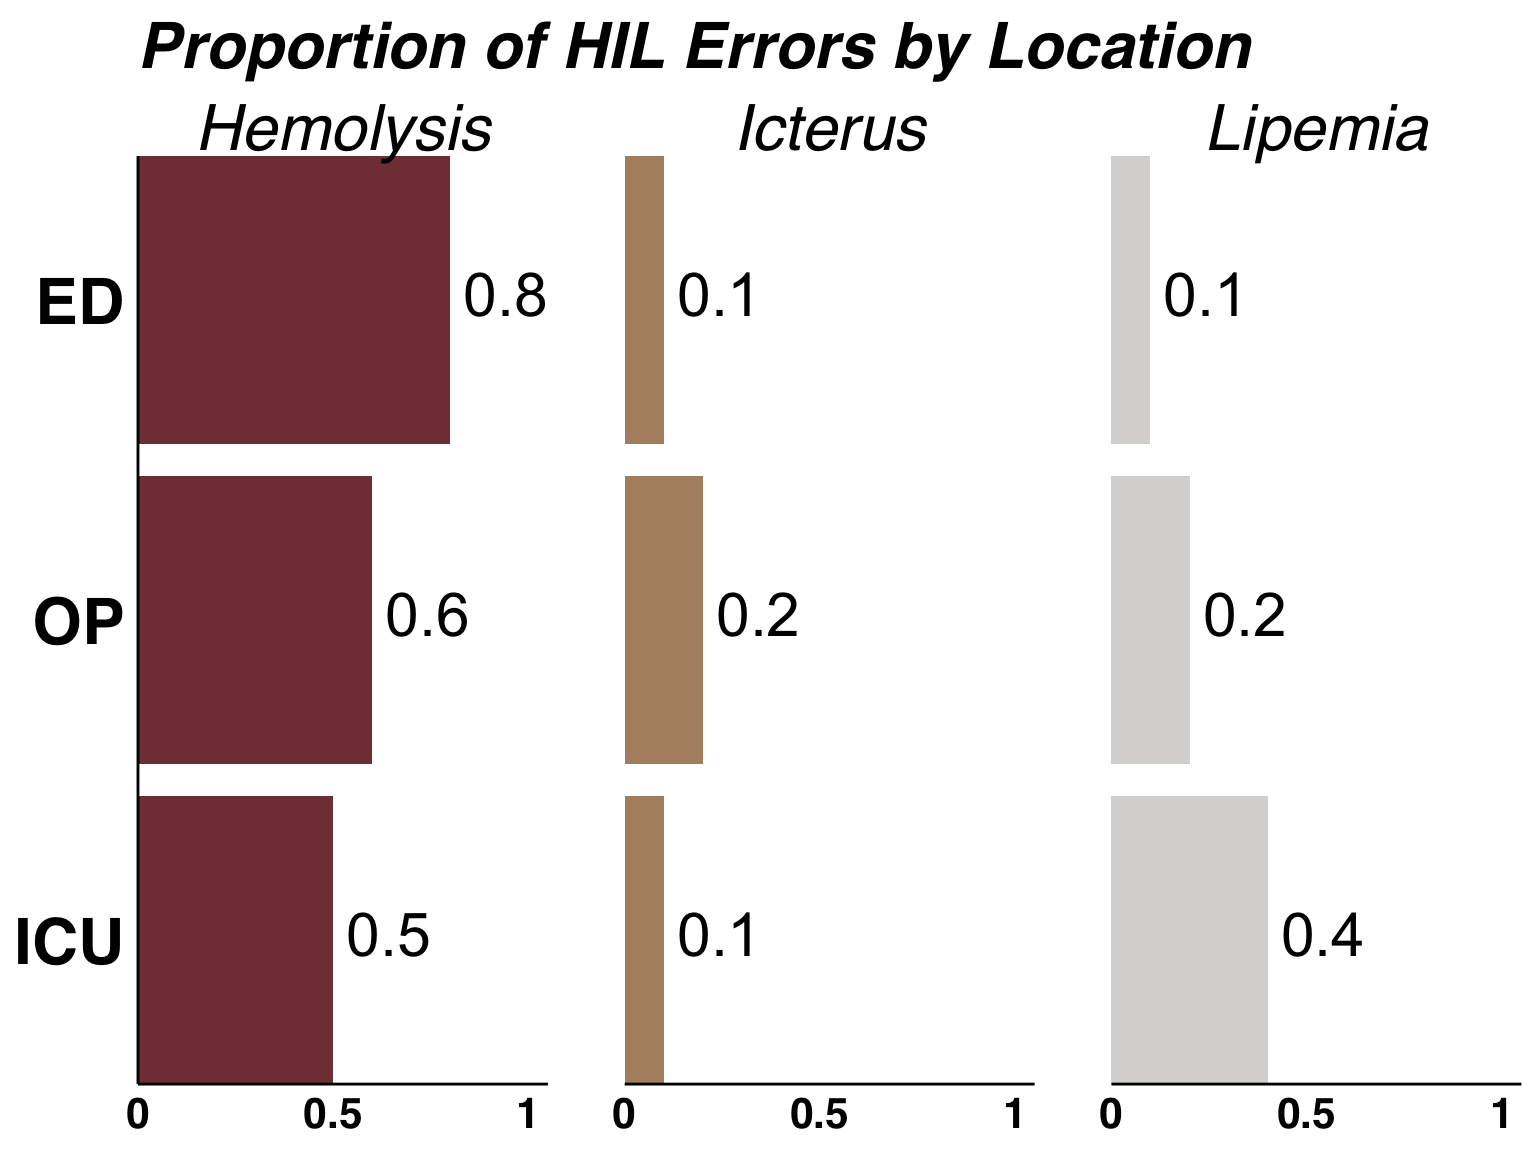 Proportion of HIL Errors by Location
Hemolysis Icterus Lipemia
ED 0.8 0.1 0.1
OP 0.6 0.2 0.2
ICU 0.5 0.1 0.4
0 0.5 1 0 0.5 1 0 0.5 1